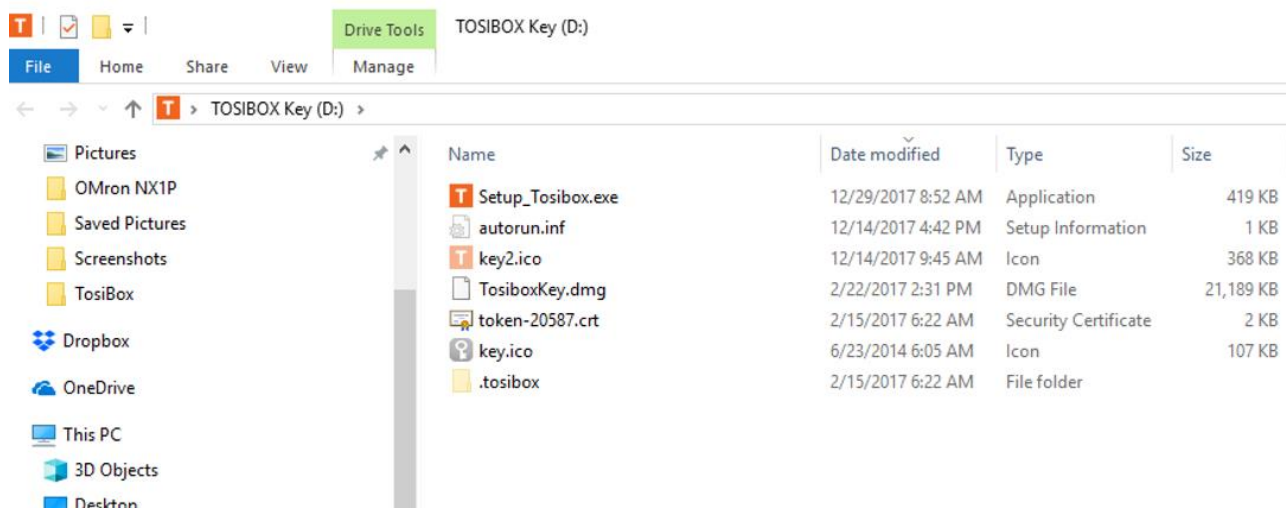 T
Drive Tools TOSIBOX Key (D:)
File Home Share View Manage
T > TOSIBOX Key (D:) >
Pictures
OMron NX1P
Saved Pictures
Screenshots
TosiBox
Dropbox
OneDrive
This PC
3D Objects
Desktop
Name Date modified Type Size
T Setup_Tosibox.exe 12/29/2017 8:52 AM Application 419 KB
autorun.inf 12/14/2017 4:42 PM Setup Information 1 KB
T key2.ico 12/14/2017 9:45 AM Icon 368 KB
TosiboxKey.dmg 2/22/2017 2:31 PM DMG File 21,189 KB
token-20587.crt 2/15/2017 6:22 AM Security Certificate 2 KB
key.ico 6/23/2014 6:05 AM Icon 107 KB
.tosibox 2/15/2017 6:22 AM File folder